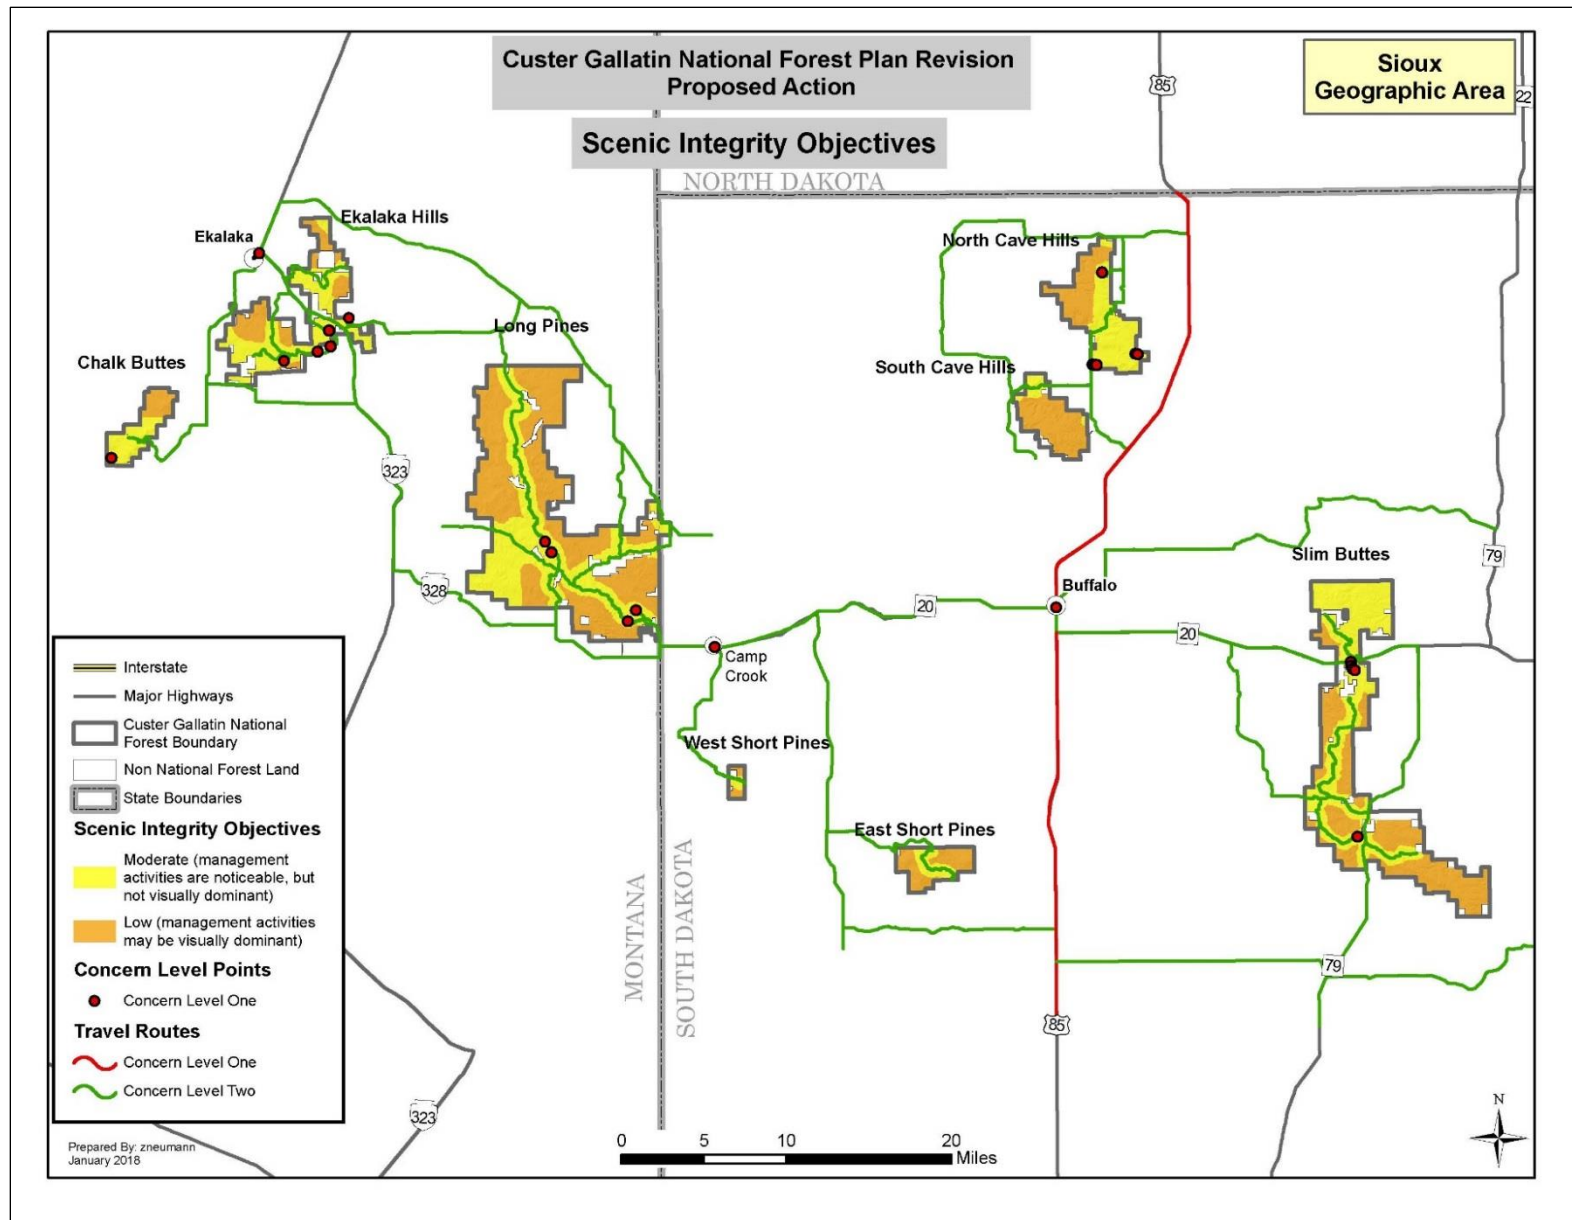 Custer Gallatin National Forest Plan Revision
Proposed Action
Scenic Integrity Objectives
Sioux
Geographic Area
85
22
NORTH DAKOTA
Ekalaka Hills
Ekalaka
North Cave Hills
Long Pines
Chalk Buttes
South Cave Hills
323
79
Slim Buttes
328
Buffalo
20
20
Camp
Crook
West Short Pines
East Short Pines
MONTANA
SOUTH DAKOTA
79
85
323
Interstate
Major Highways
Custer Gallatin National
Forest Boundary
Non National Forest Land
State Boundaries
Scenic Integrity Objectives
Moderate (management
activities are noticeable, but
not visually dominant)
Low (management activities
may be visually dominant)
Concern Level Points
Concern Level One
Travel Routes
Concern Level One
Concern Level Two
Prepared By: zneumann
January 2018
0 5 10 20
Miles
N